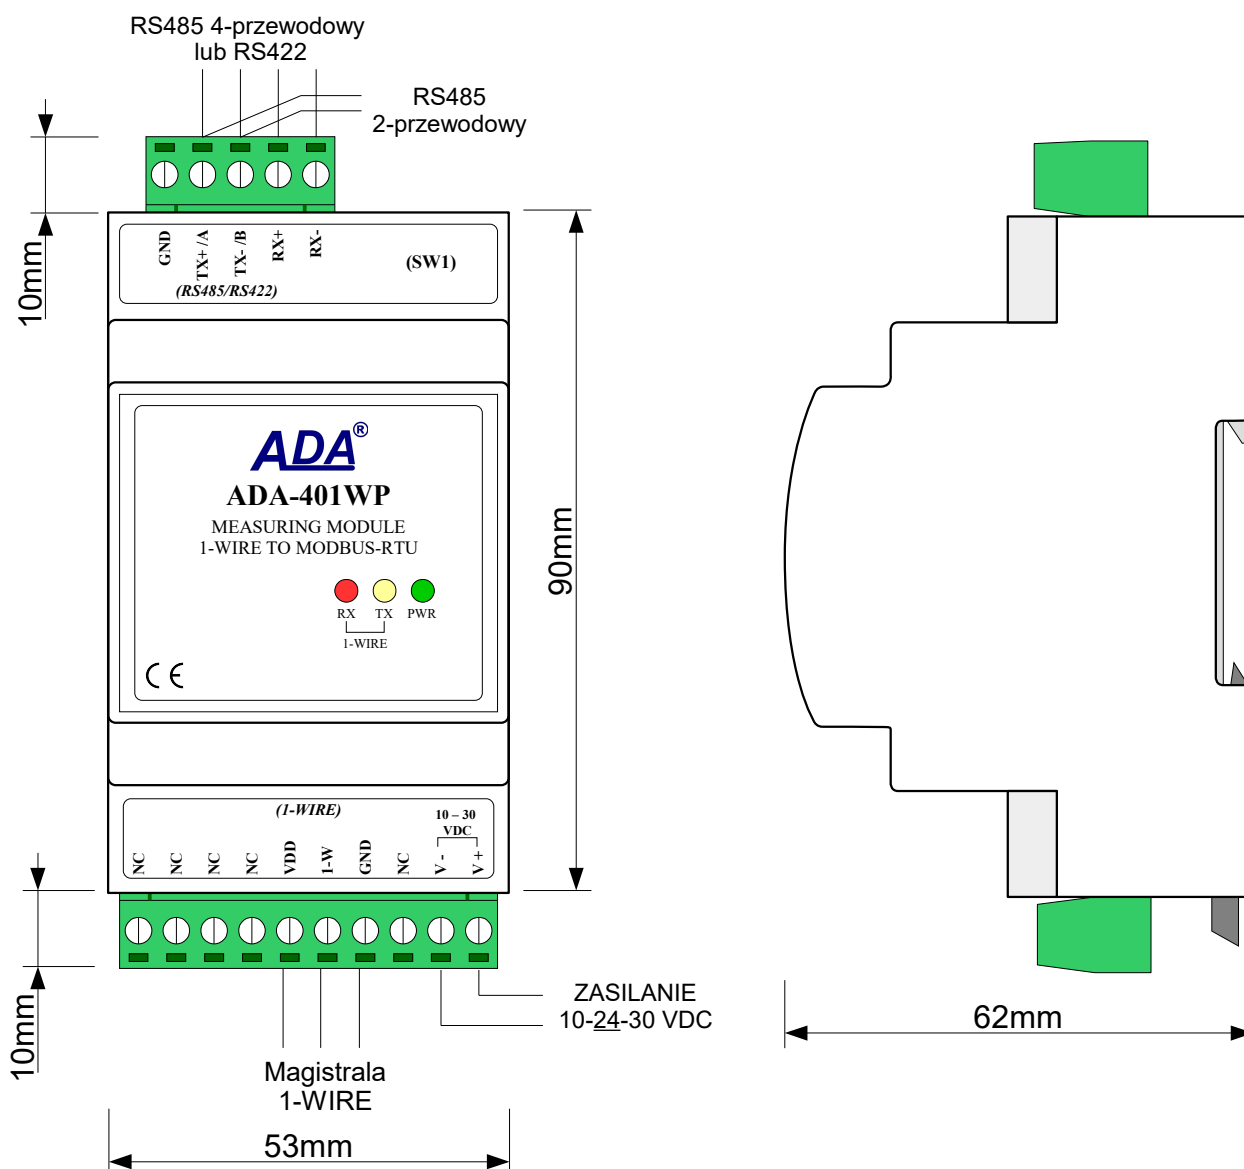 RS485 4-przewodowy
lub RS422
RS485
2-przewodowy
10mm
GND
TX+ /A
TX- /B
RX+
RX-
(SW1)
(RS485/RS422)
ADA®
ADA-401WP
MEASURING MODULE
1-WIRE TO MODBUS-RTU
RX
TX
PWR
1-WIRE
CE
90mm
(1-WIRE)
10 – 30
VDC
NC
NC
NC
NC
VDD
1-W
GND
NC
V -
V +
10mm
ZASILANIE
10-24-30 VDC
Magistrala
1-WIRE
53mm
62mm